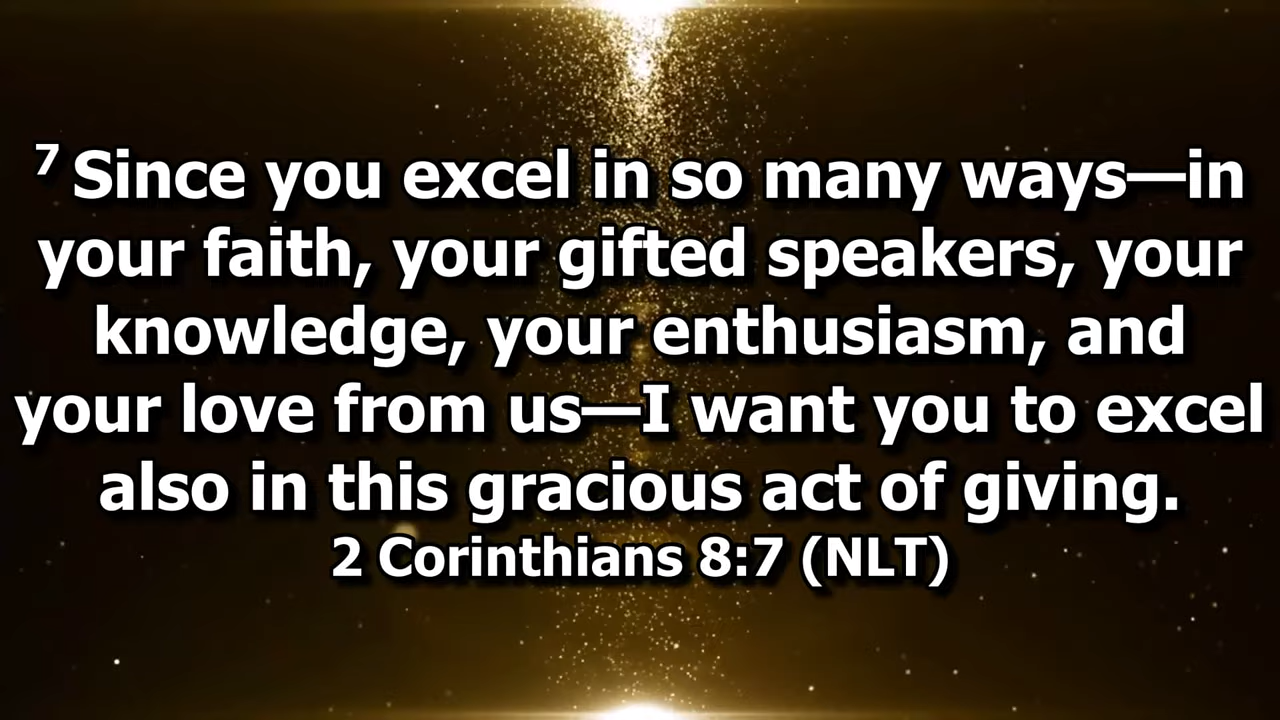 7 Since you excel in so many ways—in
your faith, your gifted speakers, your
knowledge, your enthusiasm, and
your love from us—I want you to excel
also in this gracious act of giving.
2 Corinthians 8:7 (NLT)